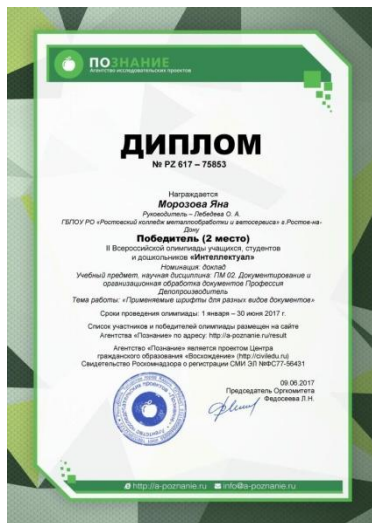 ПОЗНАНИЕ
Агентство исследовательских проектов
ДИПЛОМ
№ PZ 617 – 75853
Награждается
Морозова Яна
Руководитель – Лебедева О. А.
ГБПОУ РО «Ростовский колледж металлообработки и автосервиса» г.Ростов-на-
Дону
Победитель (2 место)
II Всероссийской олимпиады учащихся, студентов
и дошкольников «Интеллектуал»
Номинация: доклад
Учебный предмет, научная дисциплина: ПМ 02. Документирование и
организационная обработка документов Профессия
Делопроизводитель
Тема работы: «Применяемые шрифты для разных видов документов»
Сроки проведения олимпиады: 1 января – 30 июня 2017 г.
Список участников и победителей олимпиады размещен на сайте
Агентства «Познание» по адресу: http://a-poznanie.ru/result
Агентство «Познание» является проектом Центра
гражданского образования «Восхождение» (http://civiledu.ru)
Свидетельство Роскомнадзора о регистрации СМИ ЭЛ №ФС77-56431
09.06.2017
Председатель Оргкомитета
Федосеева Л.Н.
http://a-poznanie.ru info@a-poznanie.ru